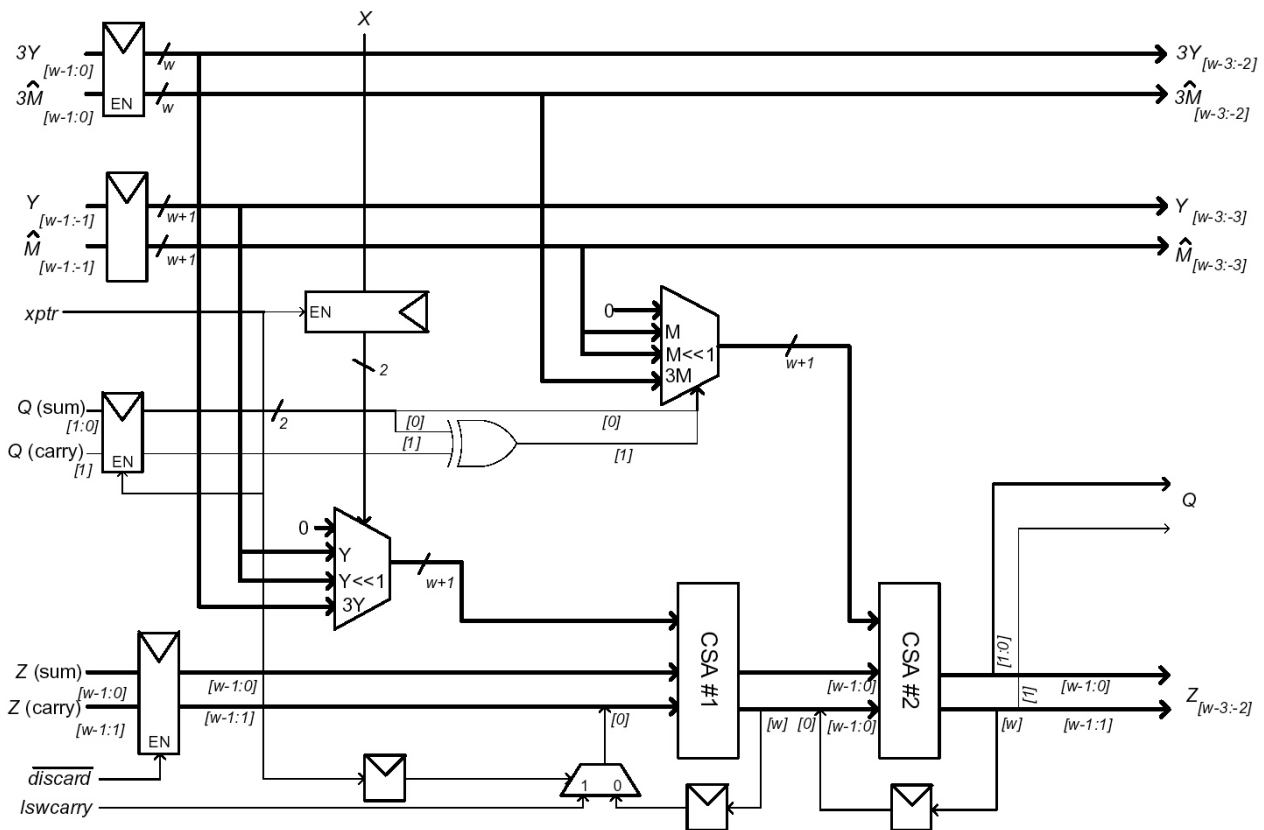 X
3Y [w-1:0]
w
3Y [w-3:-2]
3M̂ [w-1:0]
EN
w
3M̂ [w-3:-2]
Y [w-1:-1]
w+1
Y [w-3:-3]
M̂ [w-1:-1]
w+1
M̂ [w-3:-3]
xptr
EN
0
M
M<<1
3M
w+1
2
Q (sum) [1:0]
2
[0]
[0]
[1]
Q (carry) [1]
EN
[1]
Q
0
Y
Y<<1
3Y
w+1
CSA #1
CSA #2
[1:0]
[1]
Z (sum) [w-1:0]
[w-1:0]
[w-1:0]
[w-1:0]
Z (carry) [w-1:1]
[w-1:1]
[0]
[w]
[0]
[w-1:0]
[w]
[w-1:1]
Z [w-3:-2]
EN
discard
1 0
lswcarry